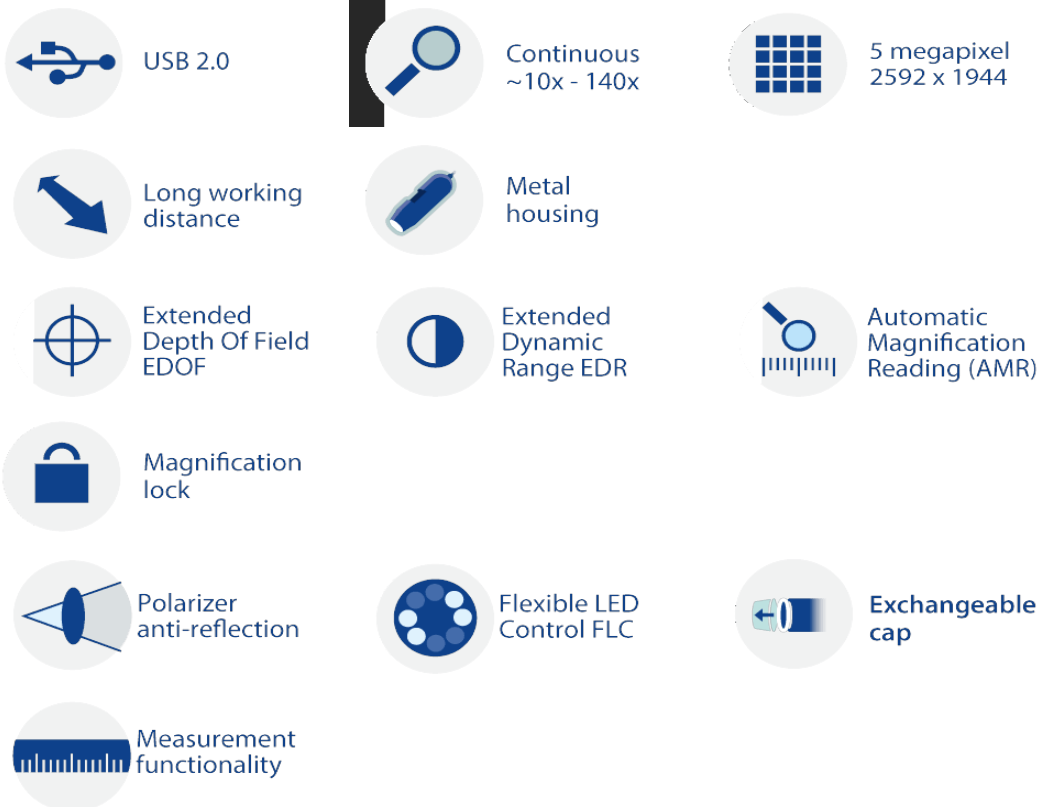 USB 2.0
Continuous
~10x - 140x
5 megapixel
2592 x 1944
Long working
distance
Metal
housing
Extended
Depth Of Field
EDOF
Extended
Dynamic
Range EDR
Automatic
Magnification
Reading (AMR)
Magnification
lock
Polarizer
anti-reflection
Flexible LED
Control FLC
Exchangeable
cap
Measurement
functionality